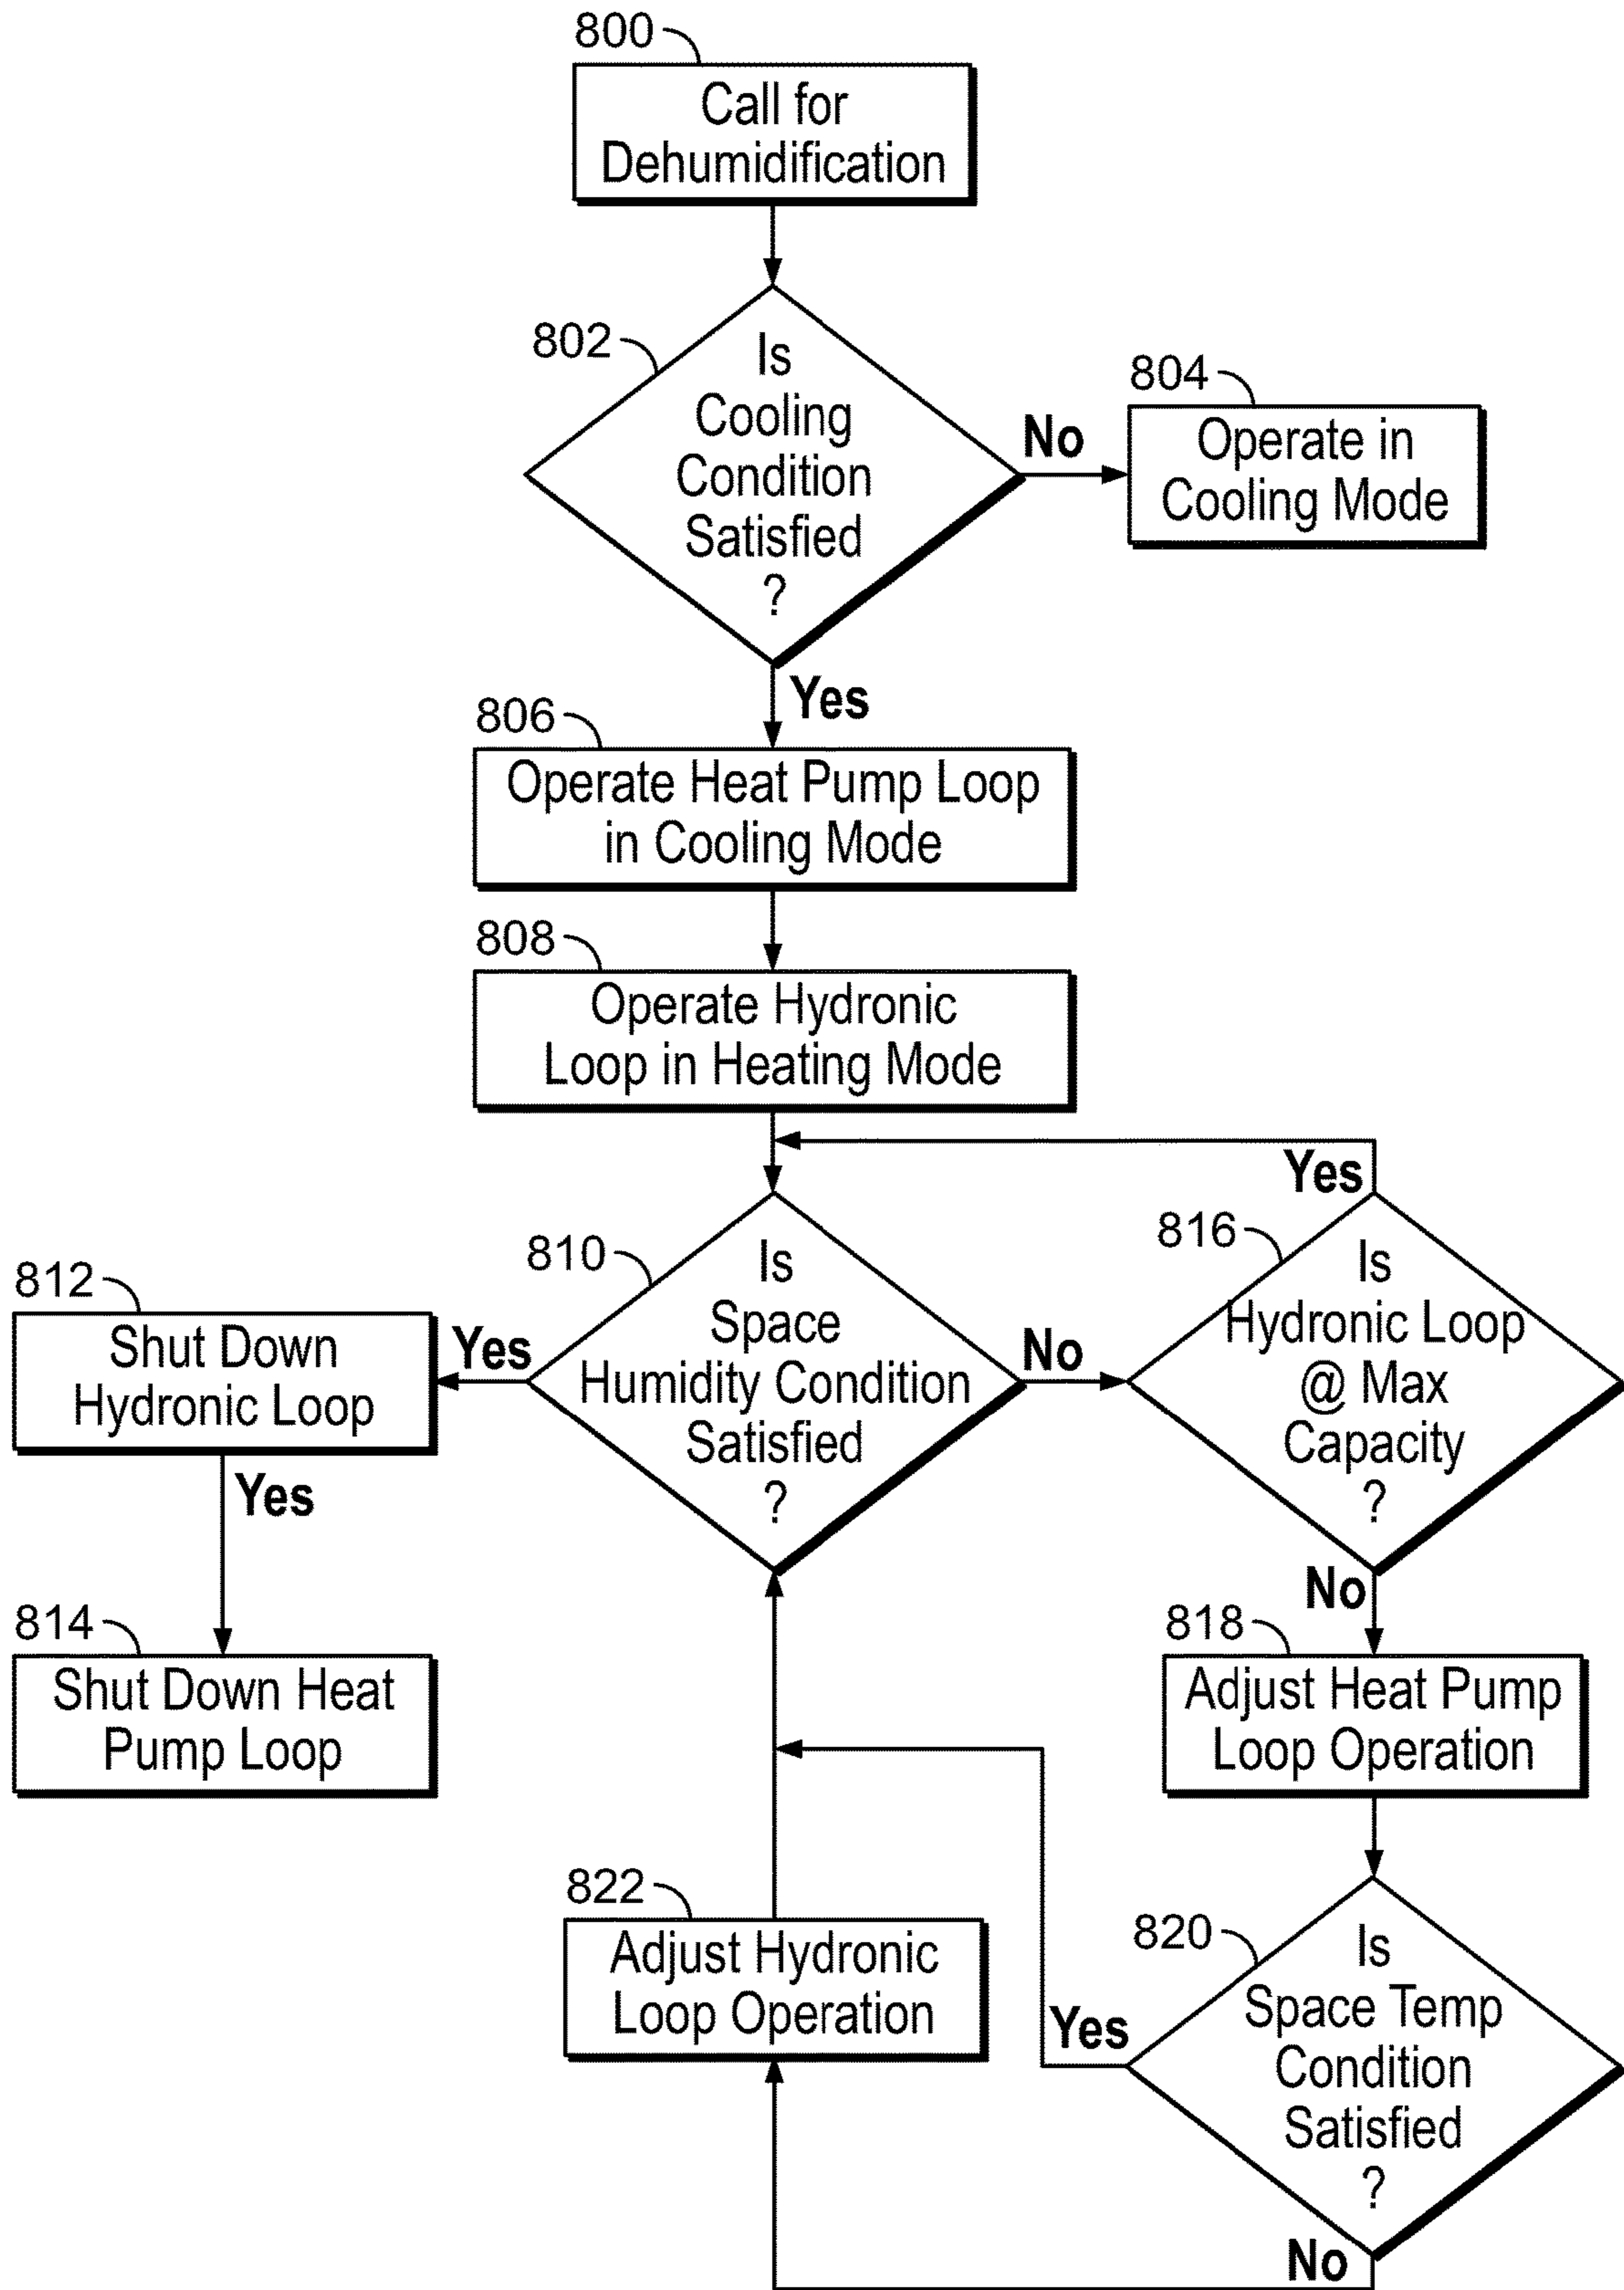 800
Call for
Dehumidification
802
Is
Cooling
Condition
Satisfied
?
No
804
Operate in
Cooling Mode
Yes
806
Operate Heat Pump Loop
in Cooling Mode
808
Operate Hydronic
Loop in Heating Mode
810
Is
Space
Humidity Condition
Satisfied
?
Yes
812
Shut Down
Hydronic Loop
Yes
814
Shut Down Heat
Pump Loop
No
816
Is
Hydronic Loop
@ Max
Capacity
?
Yes
No
818
Adjust Heat Pump
Loop Operation
820
Is
Space Temp
Condition
Satisfied
?
Yes
No
822
Adjust Hydronic
Loop Operation